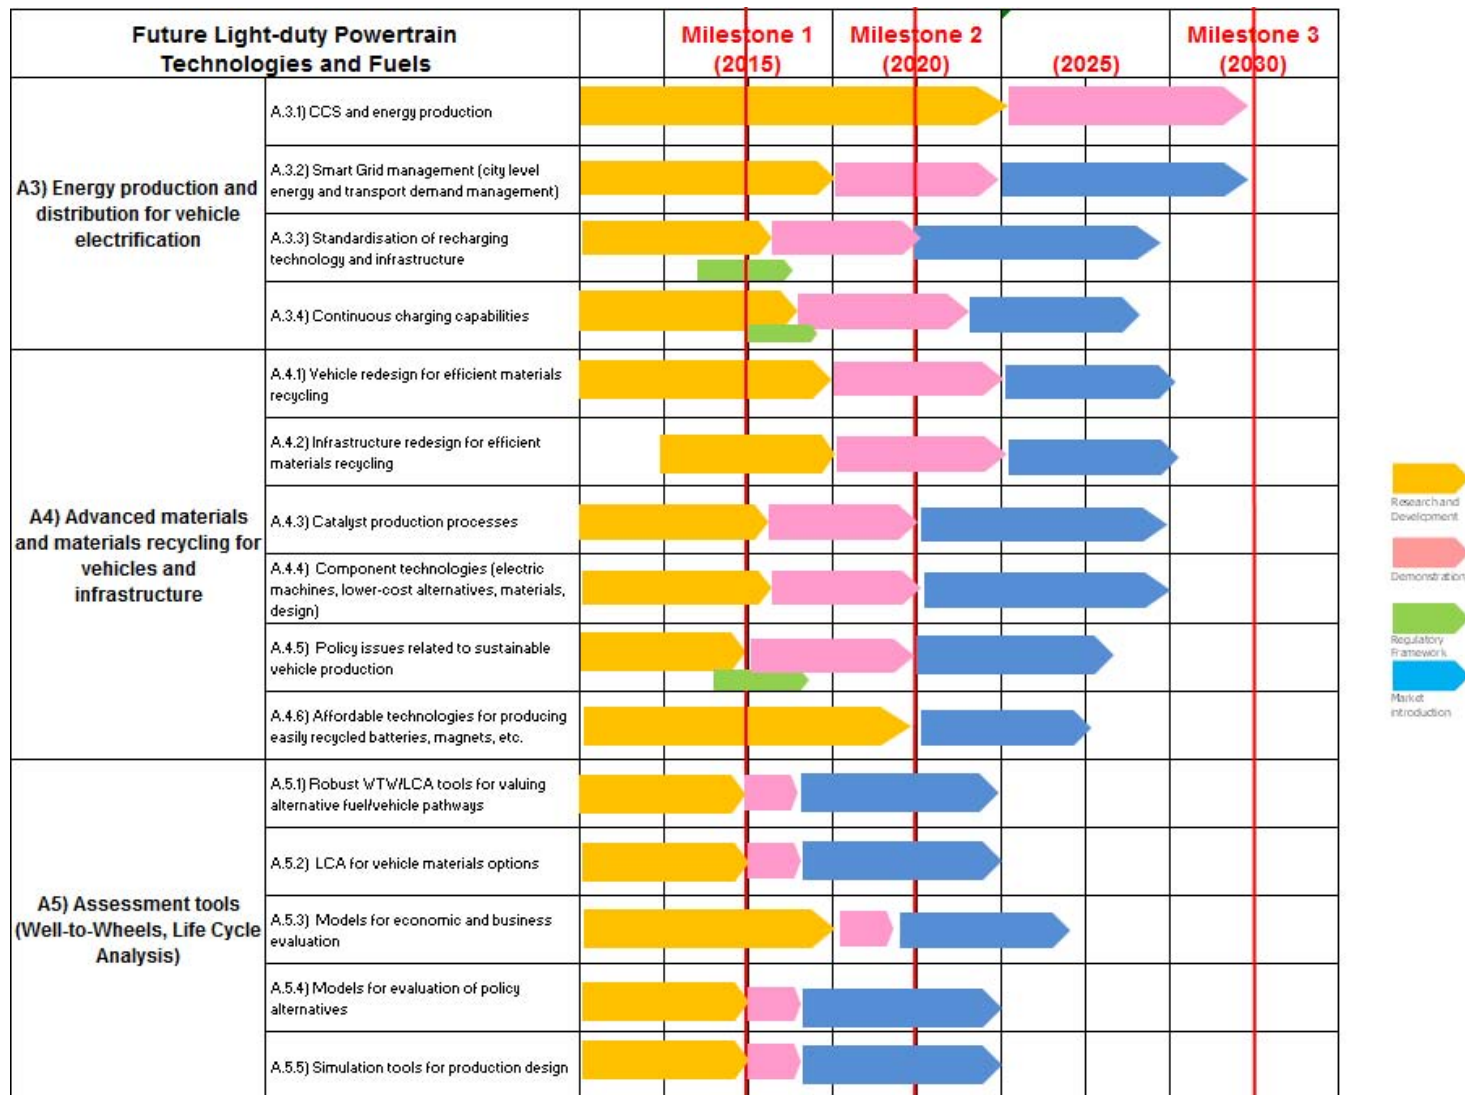 Future Light-duty Powertrain
Technologies and Fuels
Milestone 1
(2015)
Milestone 2
(2020)
(2025)
Milestone 3
(2030)
A3) Energy production and
distribution for vehicle
electrification
A.3.1) CCS and energy production
A.3.2) Smart Grid management (city level
energy and transport demand management)
A.3.3) Standardisation of recharging
technology and infrastructure
A.3.4) Continuous charging capabilities
A4) Advanced materials
and materials recycling for
vehicles and
infrastructure
A.4.1) Vehicle redesign for efficient materials
recycling
A.4.2) Infrastructure redesign for efficient
materials recycling
A.4.3) Catalyst production processes
A.4.4) Component technologies (electric
machines, lower-cost alternatives, materials,
design)
A.4.5) Policy issues related to sustainable
vehicle production
A.4.6) Affordable technologies for producing
easily recycled batteries, magnets, etc.
A5) Assessment tools
(Well-to-Wheels, Life Cycle
Analysis)
A.5.1) Robust WTW/LCA tools for valuing
alternative fuel/vehicle pathways
A.5.2) LCA for vehicle materials options
A.5.3) Models for economic and business
evaluation
A.5.4) Models for evaluation of policy
alternatives
A.5.5) Simulation tools for production design
Research and
Development
Demonstration
Regulatory
Framework
Market
introduction